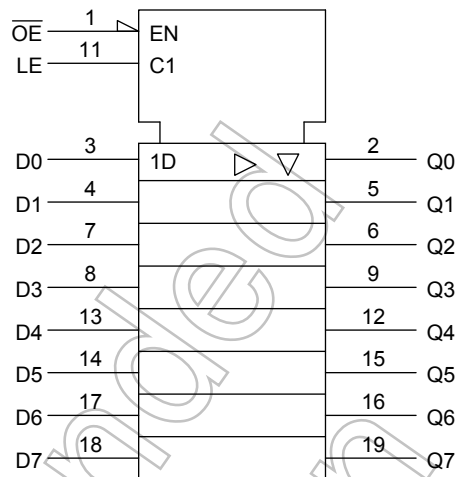 OE 1 EN
LE 11 C1
D0 3 1D 2 Q0
D1 4 5 Q1
D2 7 6 Q2
D3 8 9 Q3
D4 13 12 Q4
D5 14 15 Q5
D6 17 16 Q6
D7 18 19 Q7